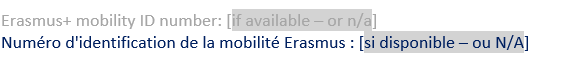 Erasmus+ mobility ID number: [if available – or n/a]
Numéro d'identification de la mobilité Erasmus : [si disponible – ou N/A]